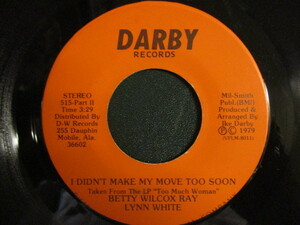 DARBY
RECORDS
STEREO
515-Part II
Time 3:29
Distributed By
D-W Records
255 Dauphin
Mobile, Ala.
36602
Mil-Smith
Publ.(BMI)
Produced &
Arranged By
Ike Darby
Ⓟ © 1979
I DIDN'T MAKE MY MOVE TOO SOON
Taken From The LP "Too Much Woman"
BETTY WILCOX RAY
LYNN WHITE